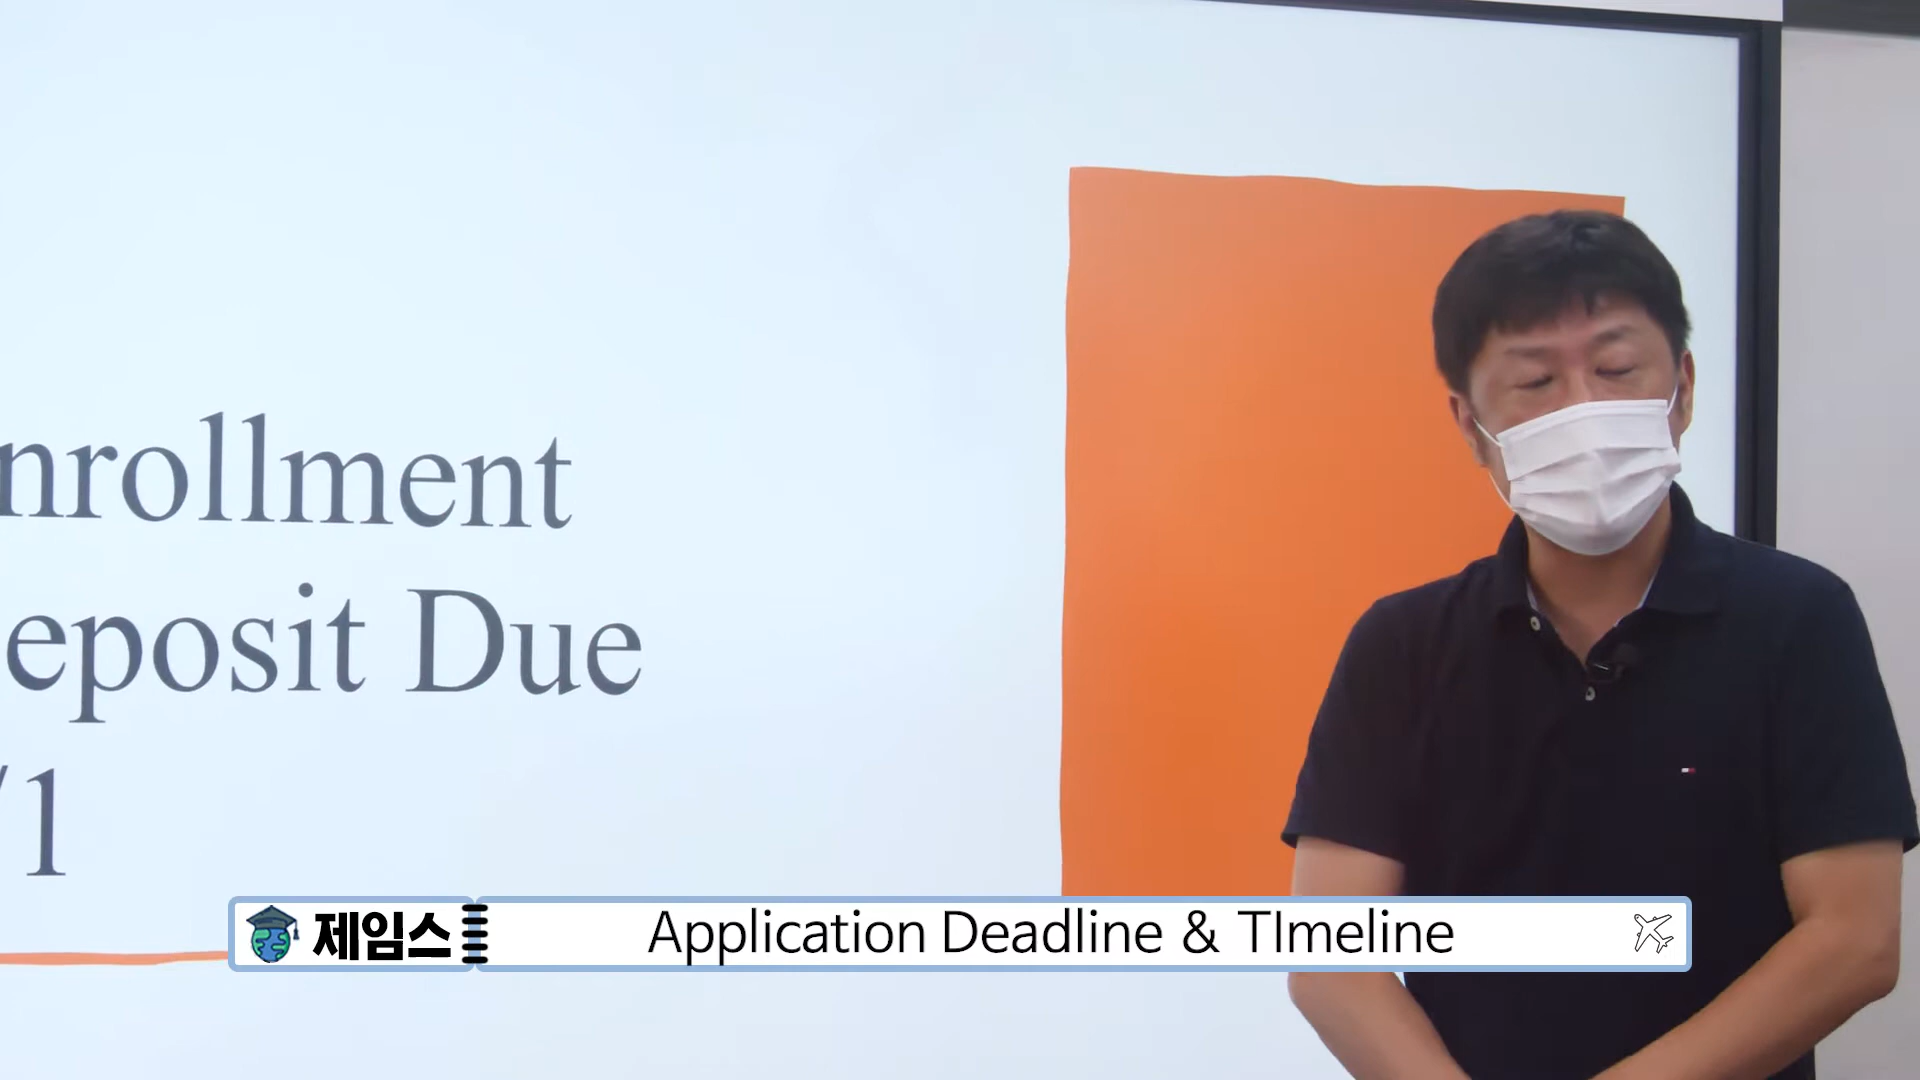 nrollment
eposit Due
/1
제임스
Application Deadline & TImeline